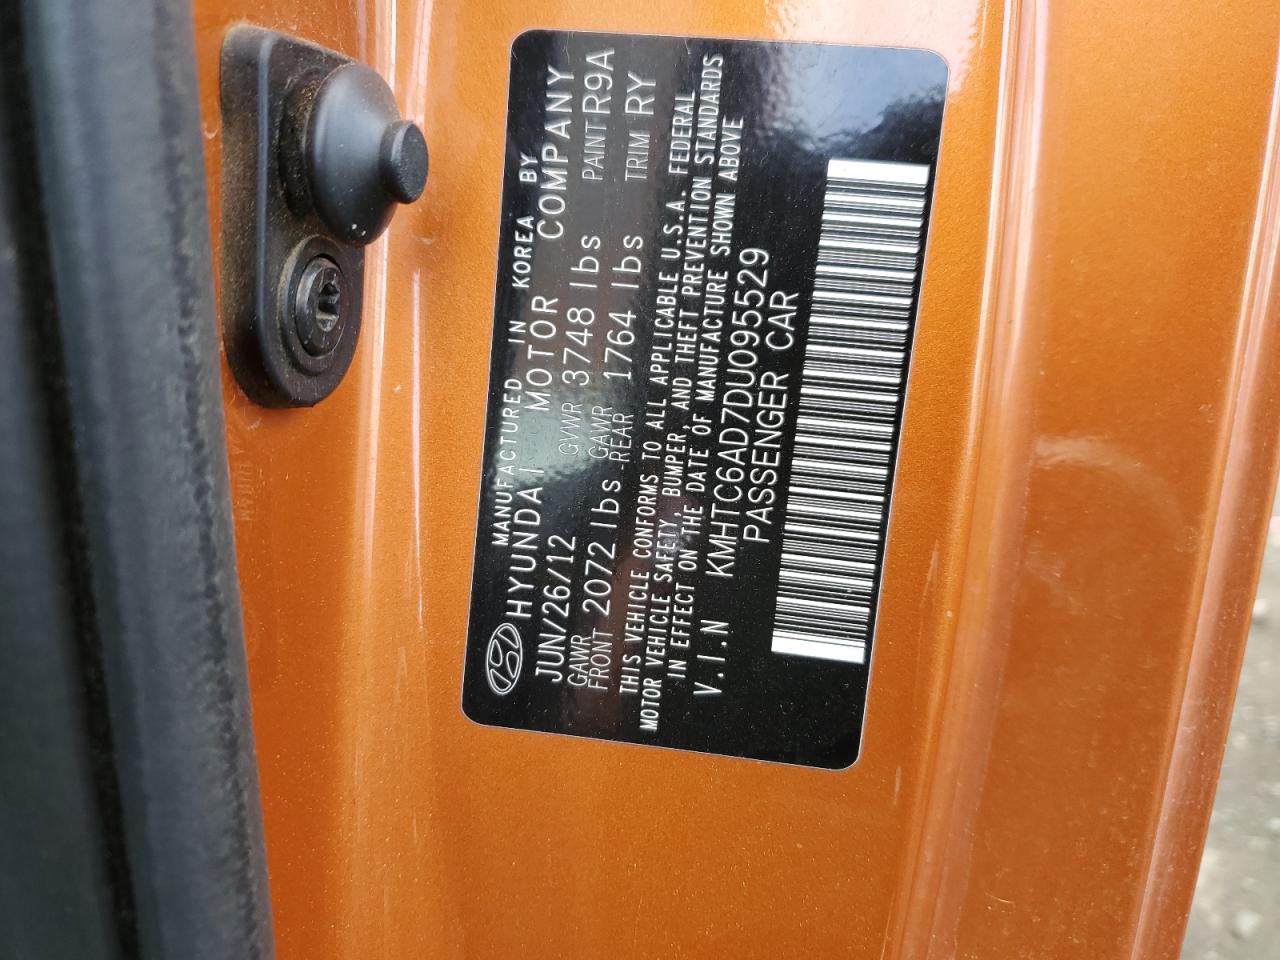 MANUFACTURED IN KOREA BY
HYUNDAI MOTOR COMPANY
JUN/26/12 GVWR 3748 lbs PAINT R9A
GAWR FRONT 2072 lbs GAWR REAR 1764 lbs TRIM RY
THIS VEHICLE CONFORMS TO ALL APPLICABLE U.S.A. FEDERAL
MOTOR VEHICLE SAFETY, BUMPER, AND THEFT PREVENTION STANDARDS
IN EFFECT ON THE DATE OF MANUFACTURE SHOWN ABOVE
V.I.N KMHTC6AD7DU095529
PASSENGER CAR